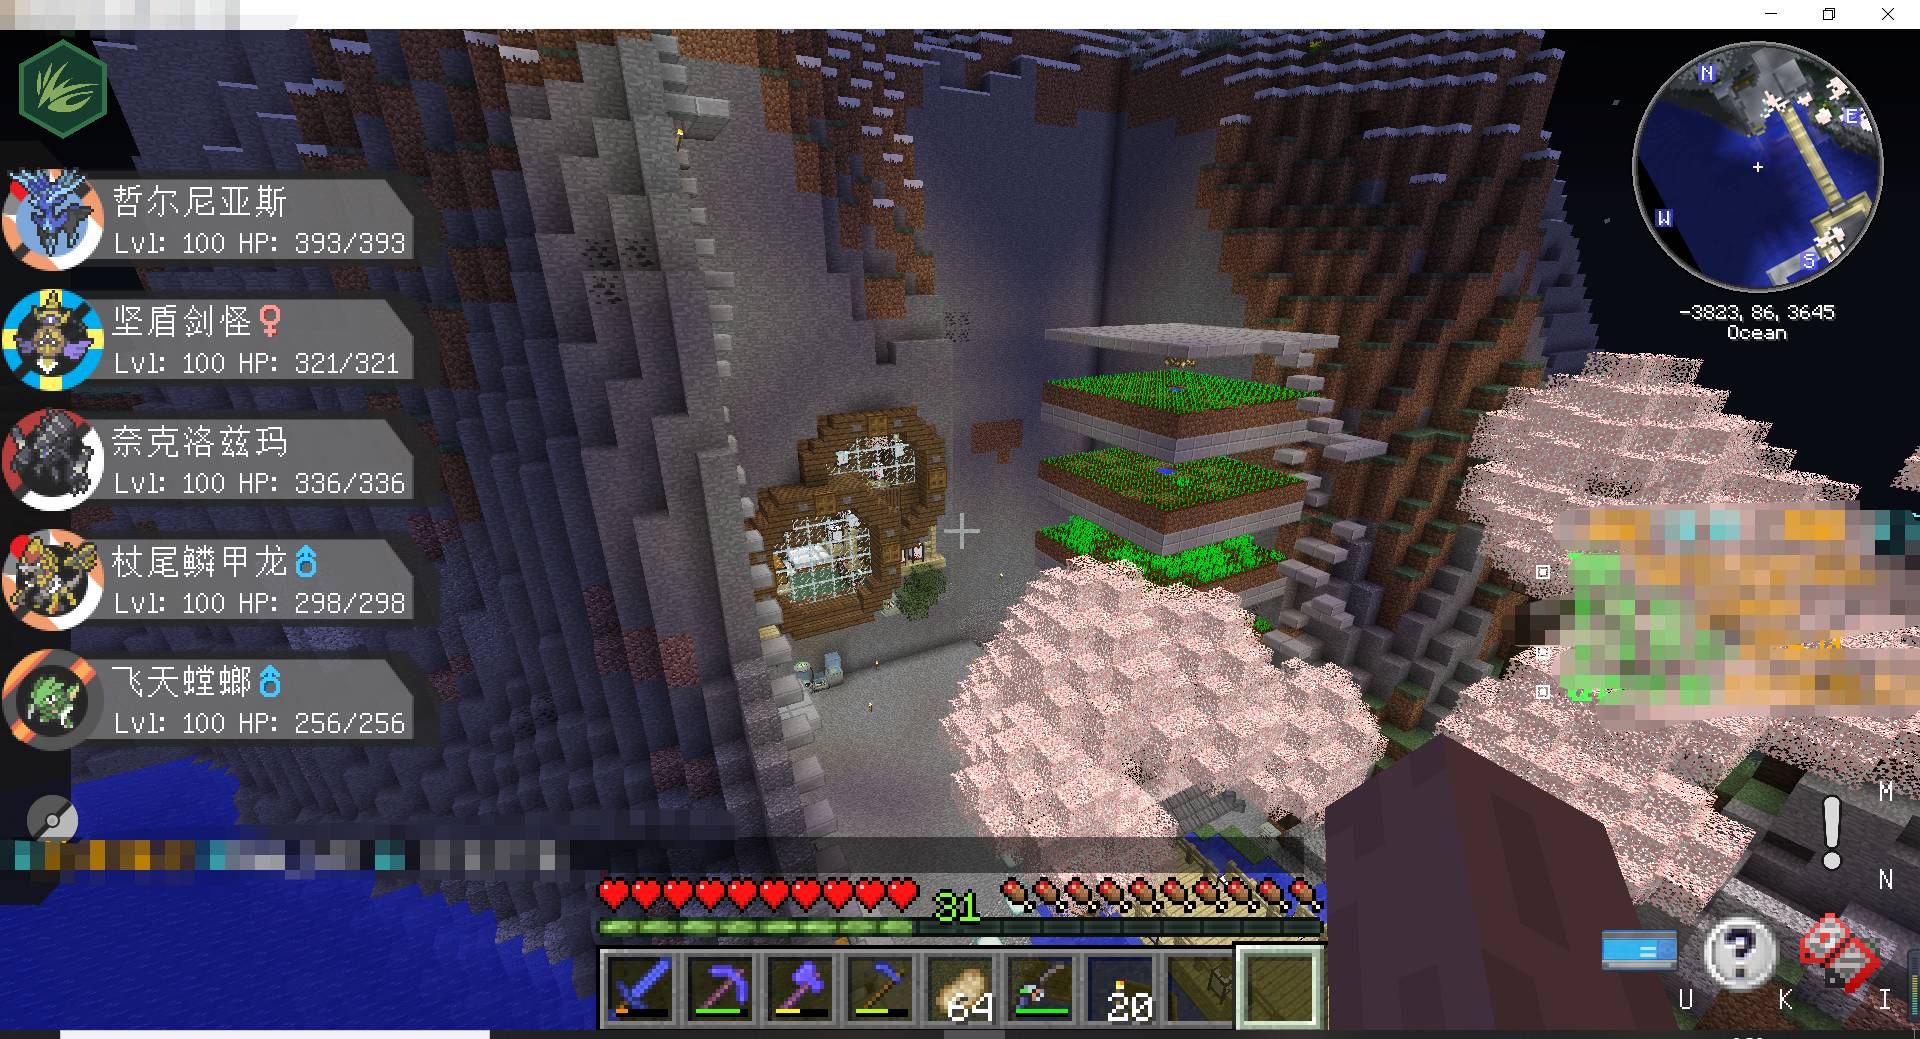 哲尔尼亚斯
Lvl: 100 HP: 393/393
坚盾剑怪♀
Lvl: 100 HP: 321/321
奈克洛兹玛
Lvl: 100 HP: 336/336
杖尾鳞甲龙♂
Lvl: 100 HP: 298/298
飞天螳螂♂
Lvl: 100 HP: 256/256
N
E
W
S
-3823, 86, 3645
Ocean
31
64
20
M
N
U
K
I